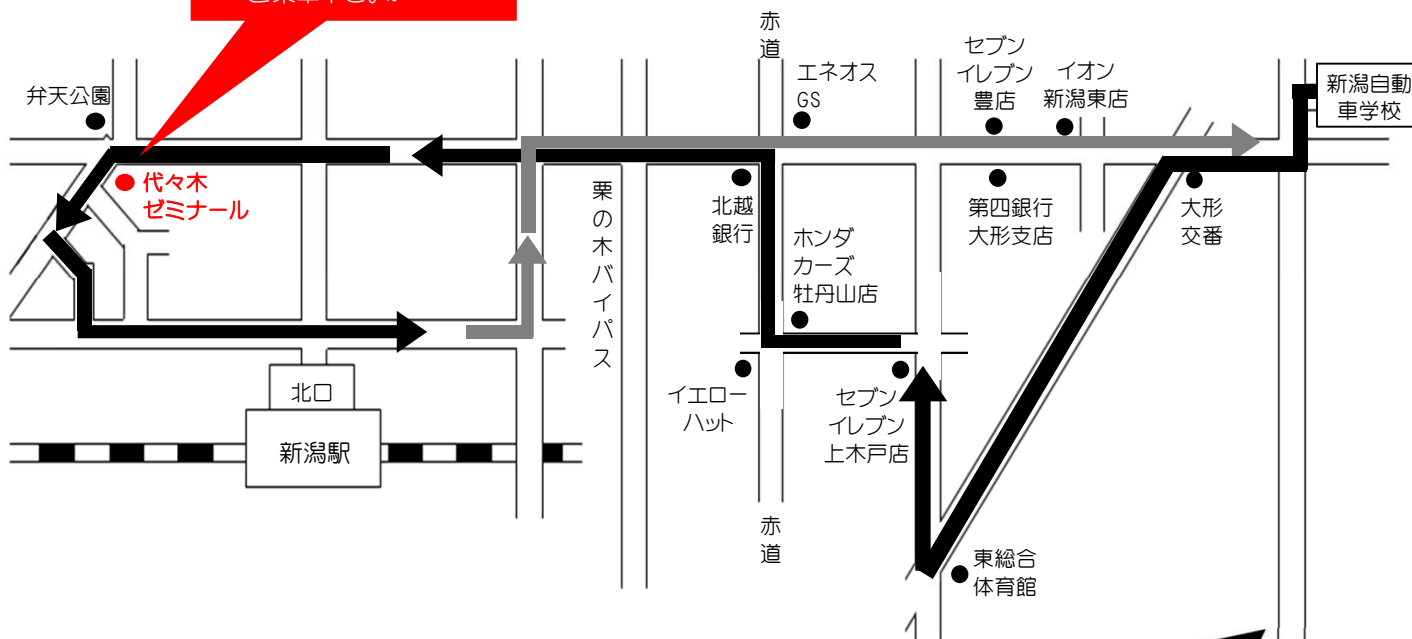 弁天公園
代々木
ゼミナール
赤
道
エネオス
GS
セブン
イレブン
豊店
イオン
新潟東店
新潟自動
車学校
栗
の
木
バ
イ
パ
ス
北越
銀行
ホンダ
カーズ
牡丹山店
第四銀行
大形支店
大形
交番
北口
新潟駅
イエロー
ハット
セブン
イレブン
上木戸店
赤
道
東総合
体育館